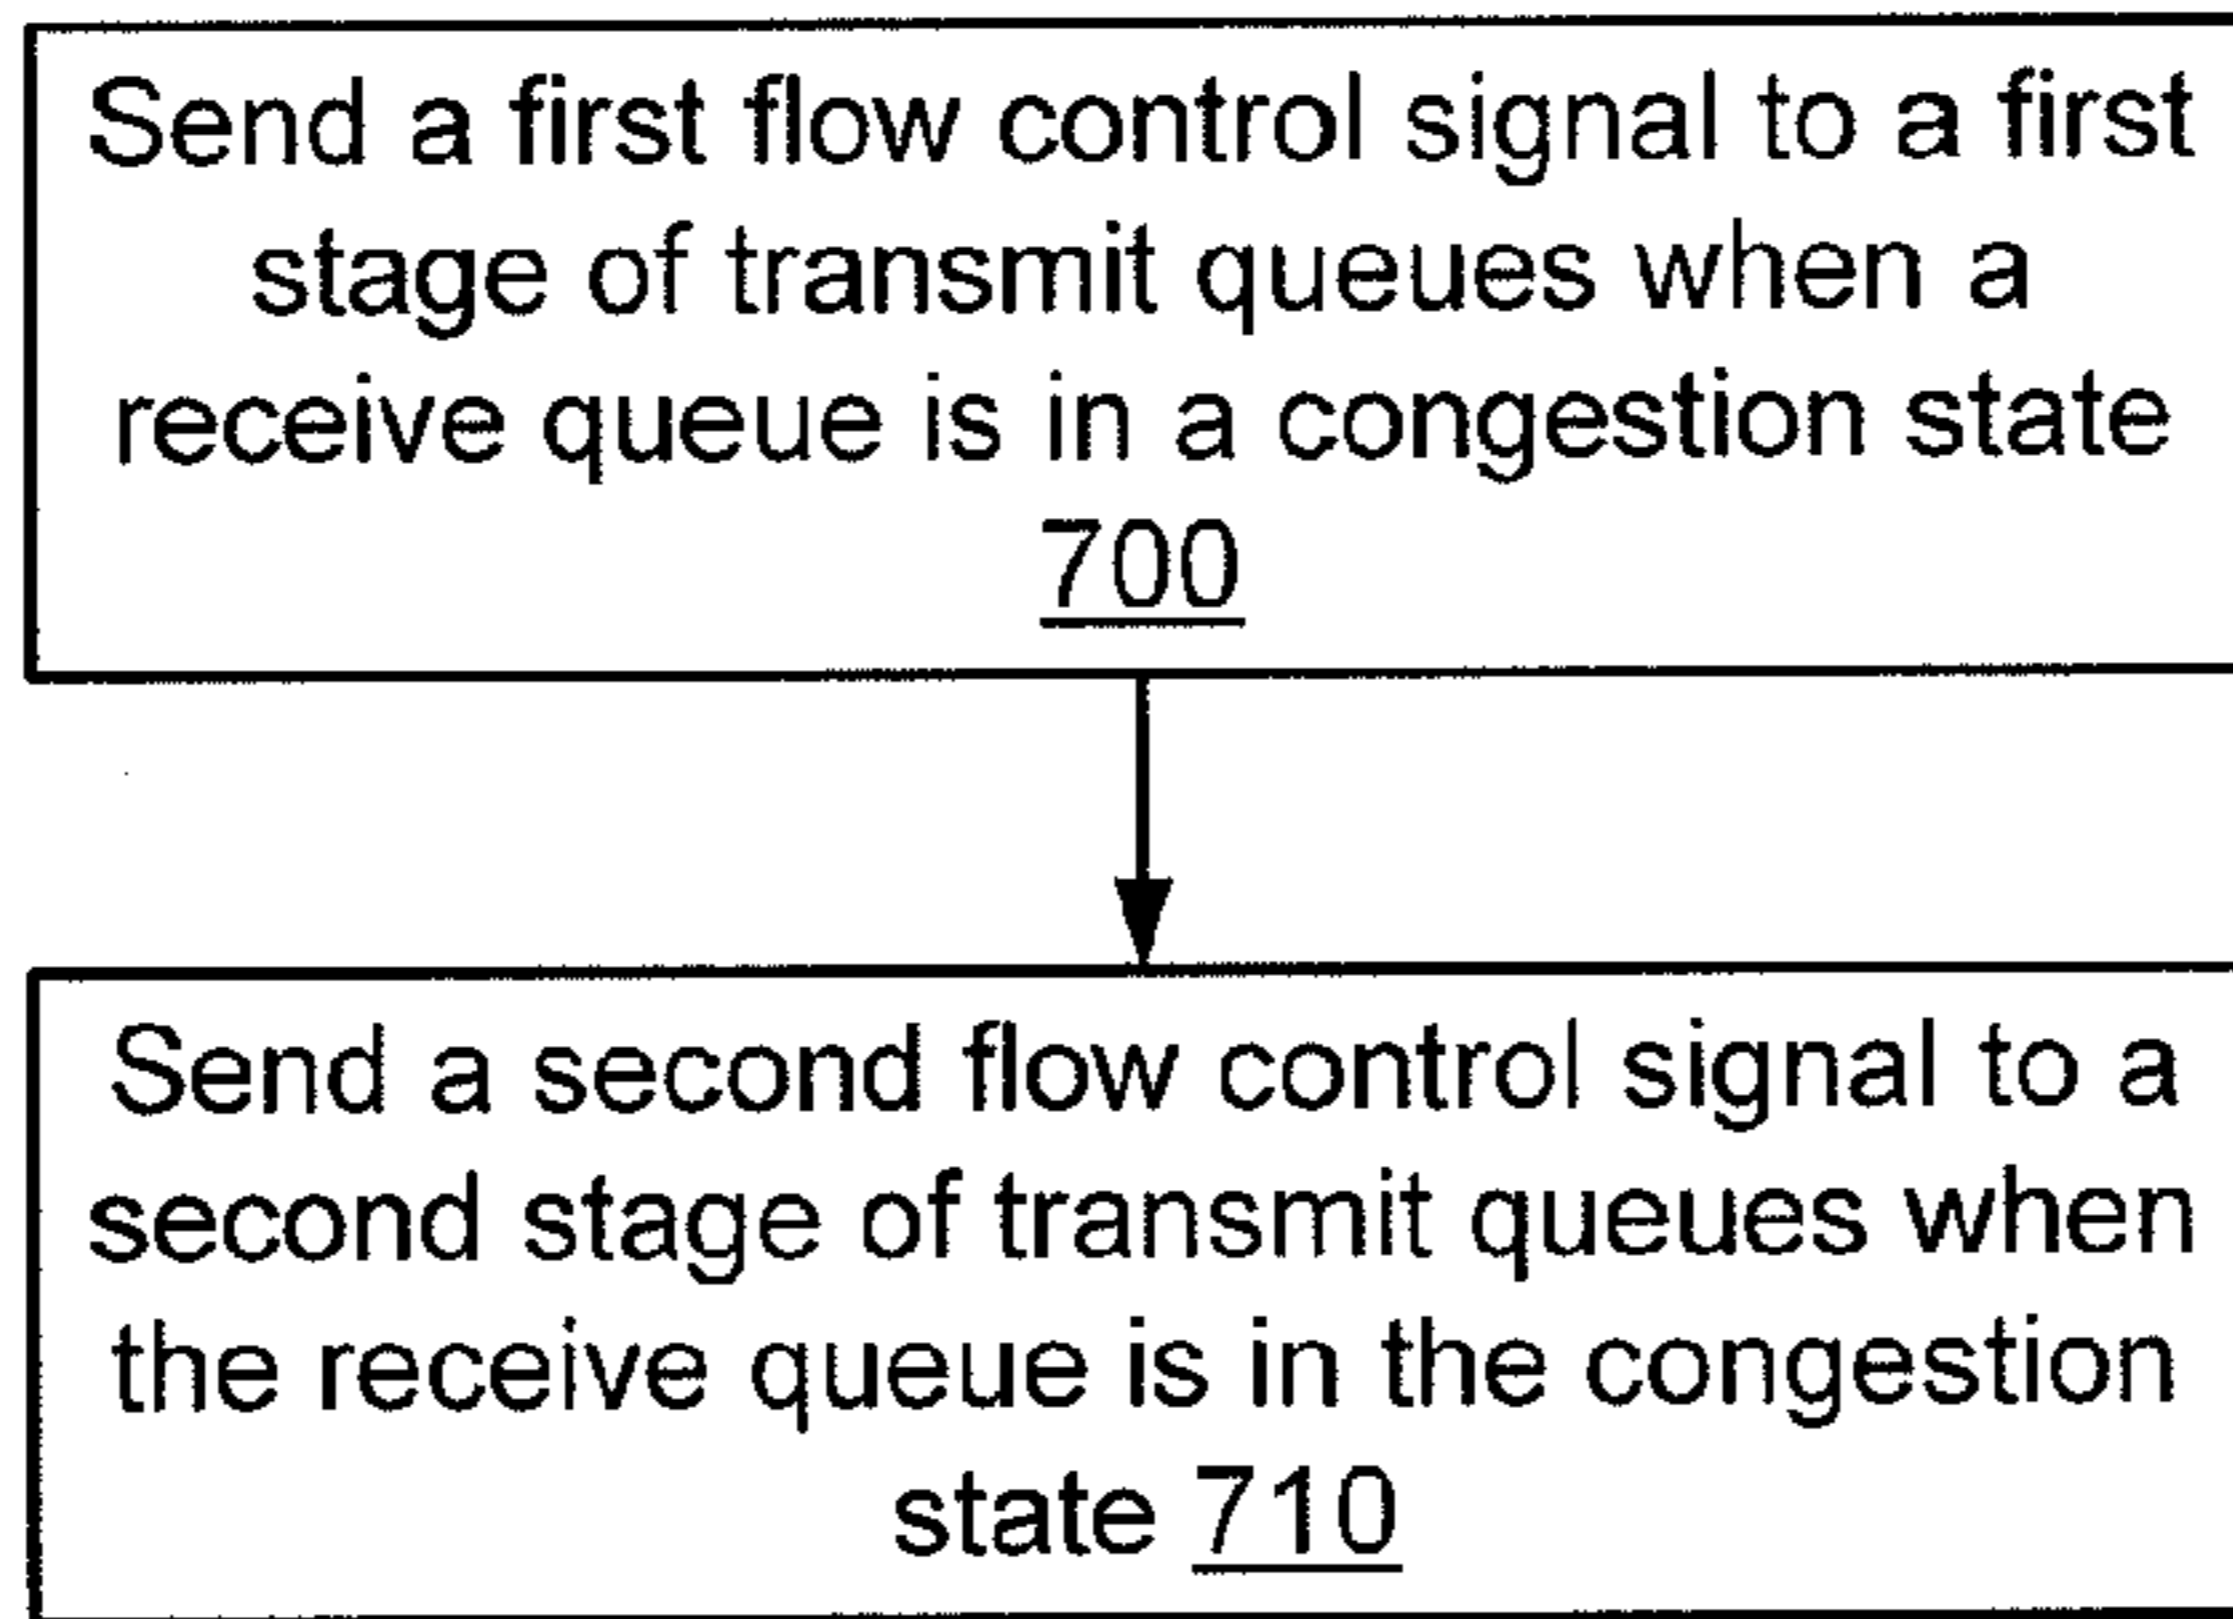 Send a first flow control signal to a first
stage of transmit queues when a
receive queue is in a congestion state
700
Send a second flow control signal to a
second stage of transmit queues when
the receive queue is in the congestion
state 710